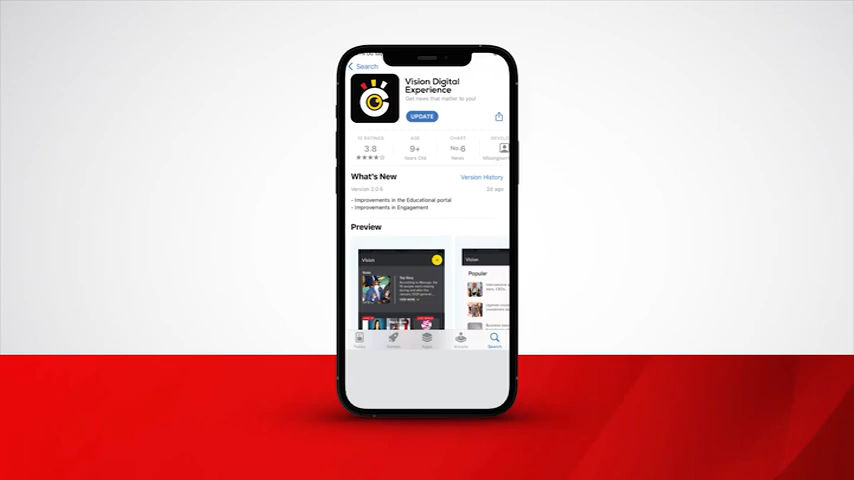 Search
Vision Digital
Experience
Get news that matter to you!
UPDATE
12 RATINGS
AGE
CHART
3.8
9+
No.6
Years Old
News
What's New
Version History
Version 2.0.6
2d ago
- Improvements in the Educational portal
- Improvements in Engagement
Preview
Vision
Vision
Popular
Top News
Search